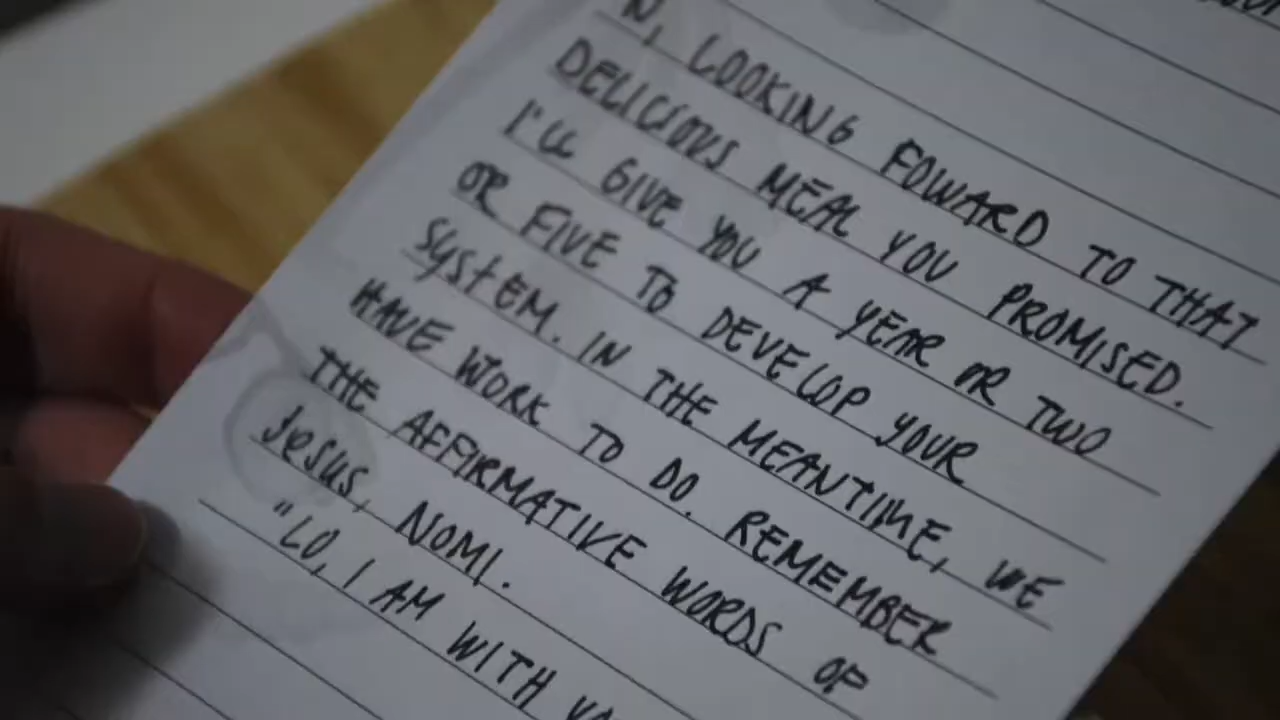 N, LOOKING FOWARD TO THAT
DELICIOUS MEAL YOU PROMISED.
I'LL GIVE YOU A YEAR OR TWO
OR FIVE TO DEVELOP YOUR
SYSTEM. IN THE MEANTIME, WE
HAVE WORK TO DO. REMEMBER
THE AFFIRMATIVE WORDS OF
Jesus, NOMI.
"LO, I AM WITH